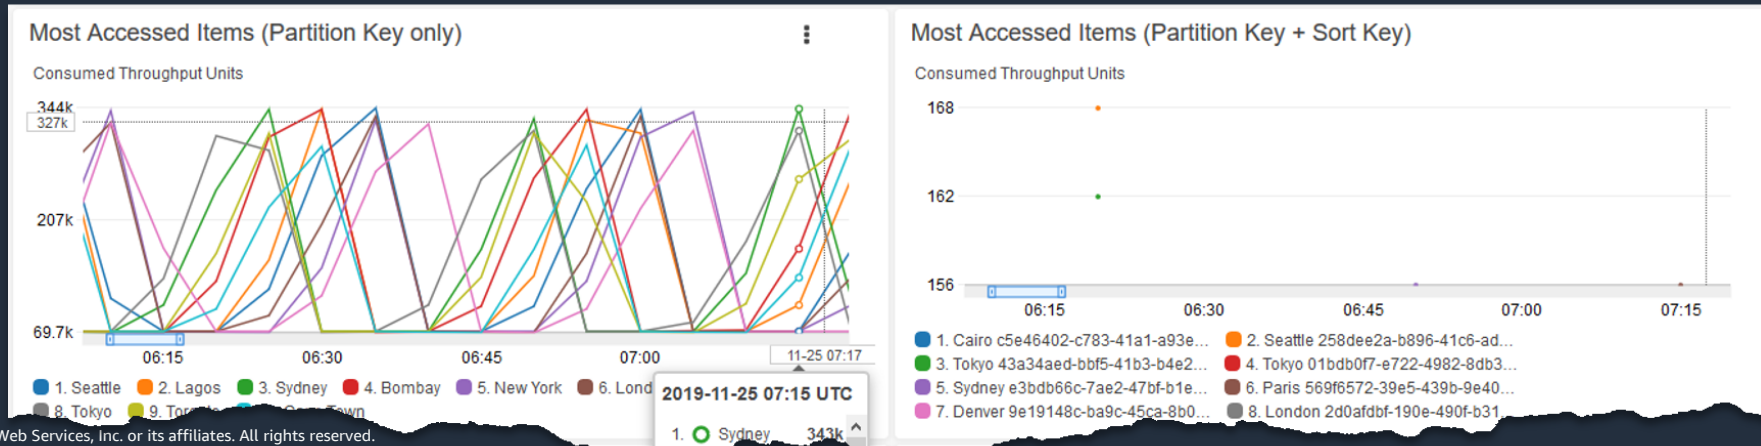 Most Accessed Items (Partition Key only)
Consumed Throughput Units
344k
327k
207k
69.7k
06:15 06:30 06:45 07:00 11-25 07:17
1. Seattle 2. Lagos 3. Sydney 4. Bombay 5. New York 6. Lond
8. Tokyo 9. Town
2019-11-25 07:15 UTC
1. Sydney 343k
Web Services, Inc. or its affiliates. All rights reserved.
Most Accessed Items (Partition Key + Sort Key)
Consumed Throughput Units
168
162
156
06:15 06:30 06:45 07:00 07:15
1. Cairo c5e46402-c783-41a1-a93e... 2. Seattle 258dee2a-b896-41c6-ad...
3. Tokyo 43a34aed-bbf5-41b3-b4e2... 4. Tokyo 01bdb0f7-e722-4982-8db3...
5. Sydney e3bdb66c-7ae2-47bf-b1e... 6. Paris 569f6572-39e5-439b-9e40...
7. Denver 9e19148c-ba9c-45ca-8b0... 8. London 2d0afdbf-190e-490f-b31...